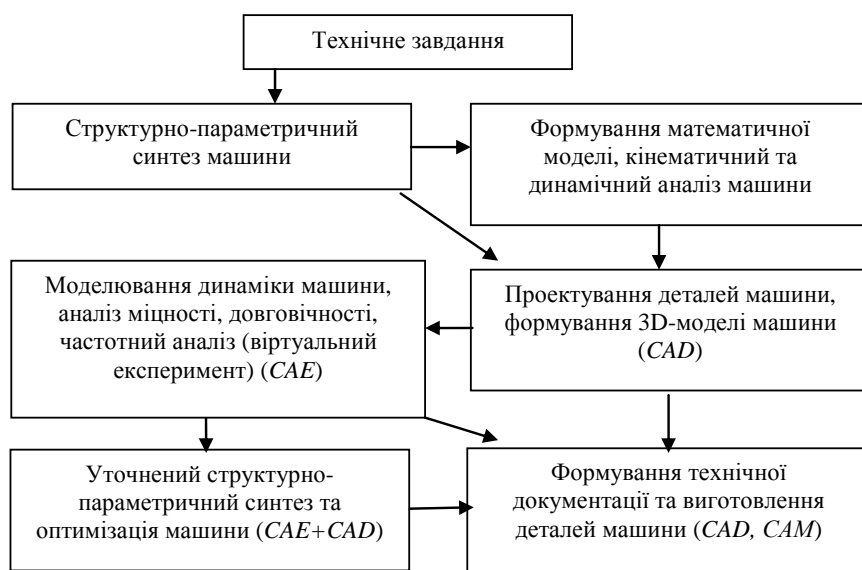 Технічне завдання
Структурно-параметричний
синтез машини
Формування математичної
моделі, кінематичний та
динамічний аналіз машини
Моделювання динаміки машини,
аналіз міцності, довговічності,
частотний аналіз (віртуальний
експеримент) (CAE)
Проектування деталей машини,
формування 3D-моделі машини
(CAD)
Уточнений структурно-
параметричний синтез та
оптимізація машини (CAE+CAD)
Формування технічної
документації та виготовлення
деталей машини (CAD, CAM)